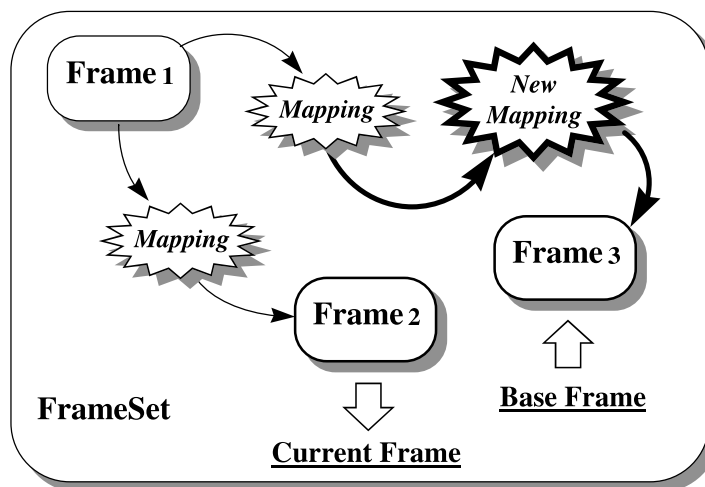 Frame 1
Mapping
New
Mapping
Mapping
Frame 3
Frame 2
Base Frame
FrameSet
Current Frame